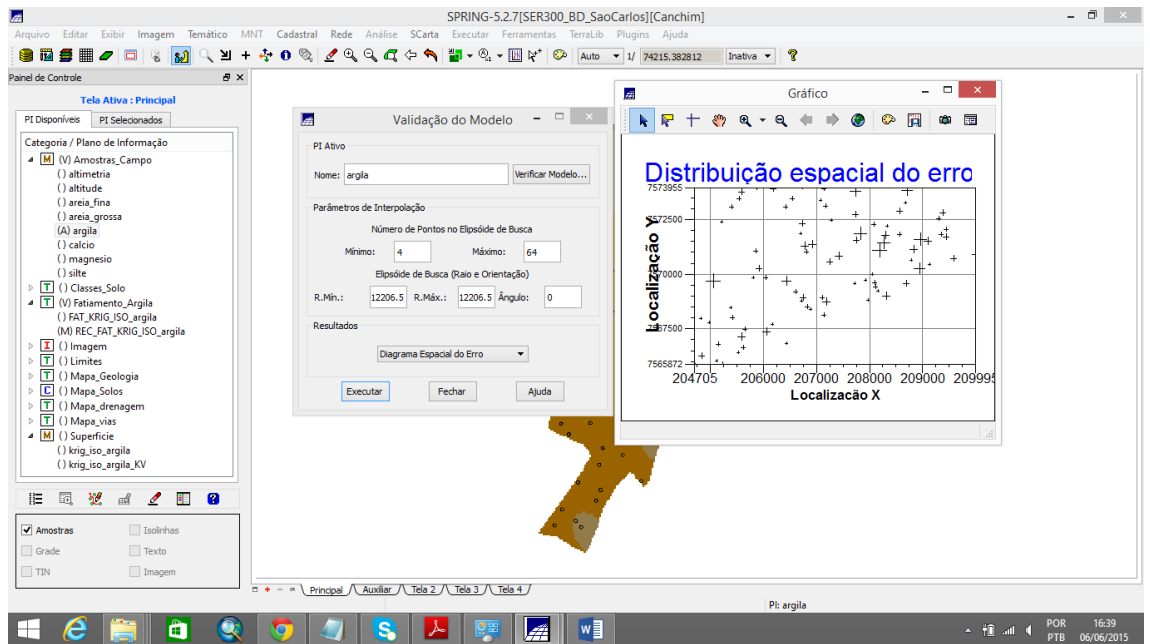 SPRING-5.2.7[SER300_BD_SaoCarlos][Canchim]
Arquivo Editar Exibir Imagem Temático MNT Cadastral Rede Análise SCarta Executar Ferramentas TerraLib Plugins Ajuda
Auto 1/ 74215.382812 Inativa
Painel de Controle
Tela Ativa : Principal
PI Disponíveis PI Selecionados
Categoria / Plano de Informação
M (V) Amostras_Campo
( ) altimetria
( ) altitude
( ) areia_fina
( ) areia_grossa
(A) argila
( ) calcio
( ) magnesio
( ) silte
T ( ) Classes_Solo
T (V) Fatiamento_Argila
( ) FAT_KRIG_ISO_argila
(M) REC_FAT_KRIG_ISO_argila
I ( ) Imagem
T ( ) Limites
T ( ) Mapa_Geologia
C ( ) Mapa_Solos
T ( ) Mapa_drenagem
T ( ) Mapa_vias
M ( ) Superficie
( ) krig_iso_argila
( ) krig_iso_argila_KV
Amostras Isolinhas
Grade Texto
TIN Imagem
Validação do Modelo
PI Ativo
Nome: argila Verificar Modelo...
Parâmetros de Interpolação
Número de Pontos no Elipsóide de Busca
Mínimo: 4 Máximo: 64
Elipsóide de Busca (Raio e Orientação)
R.Mín.: 12206.5 R.Máx.: 12206.5 Ângulo: 0
Resultados
Diagrama Espacial do Erro
Executar Fechar Ajuda
Gráfico
Distribuição espacial do erro
7573955
7572500
7570000
7567500
7565872
Localização Y
204705 206000 207000 208000 209000 209995
Localizacão X
Principal Auxiliar Tela 2 Tela 3 Tela 4
PI: argila
POR 16:39
PTB 06/06/2015